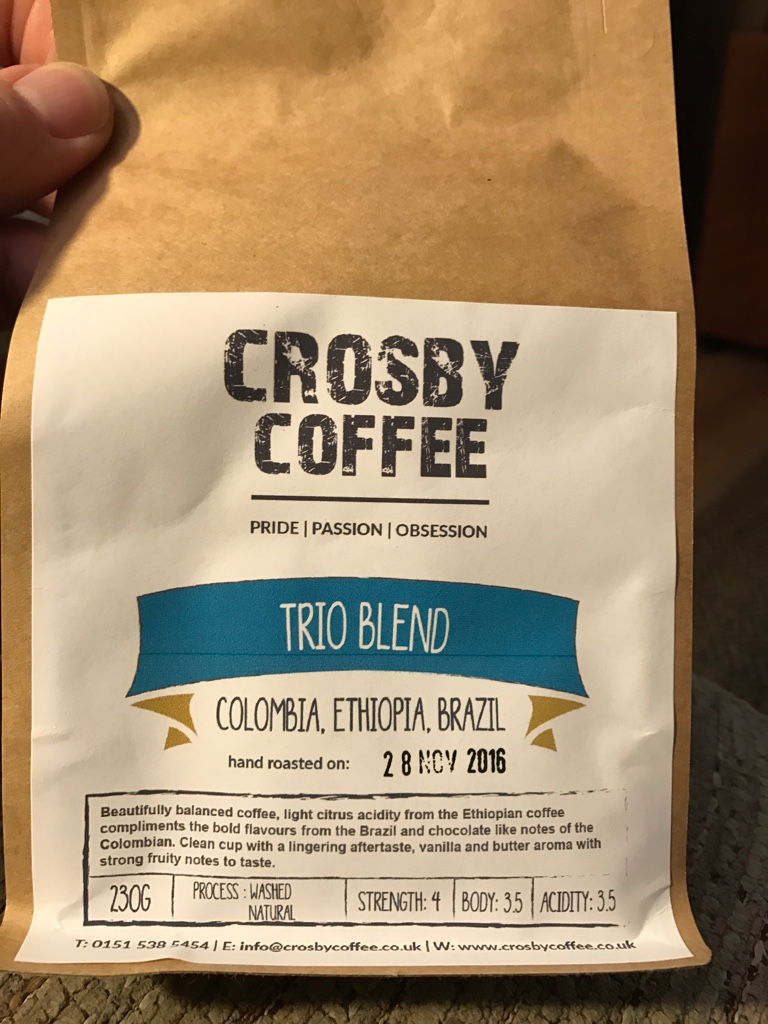 CROSBY
COFFEE
PRIDE | PASSION | OBSESSION
TRIO BLEND
COLOMBIA, ETHIOPIA, BRAZIL
hand roasted on: 28 NOV 2016
Beautifully balanced coffee, light citrus acidity from the Ethiopian coffee
compliments the bold flavours from the Brazil and chocolate like notes of the
Colombian. Clean cup with a lingering aftertaste, vanilla and butter aroma with
strong fruity notes to taste.
230G PROCESS : WASHED STRENGTH: 4 BODY: 3.5 ACIDITY: 3.5
NATURAL
T: 0151 538 5454 | E: info@crosbycoffee.co.uk | W: www.crosbycoffee.co.uk